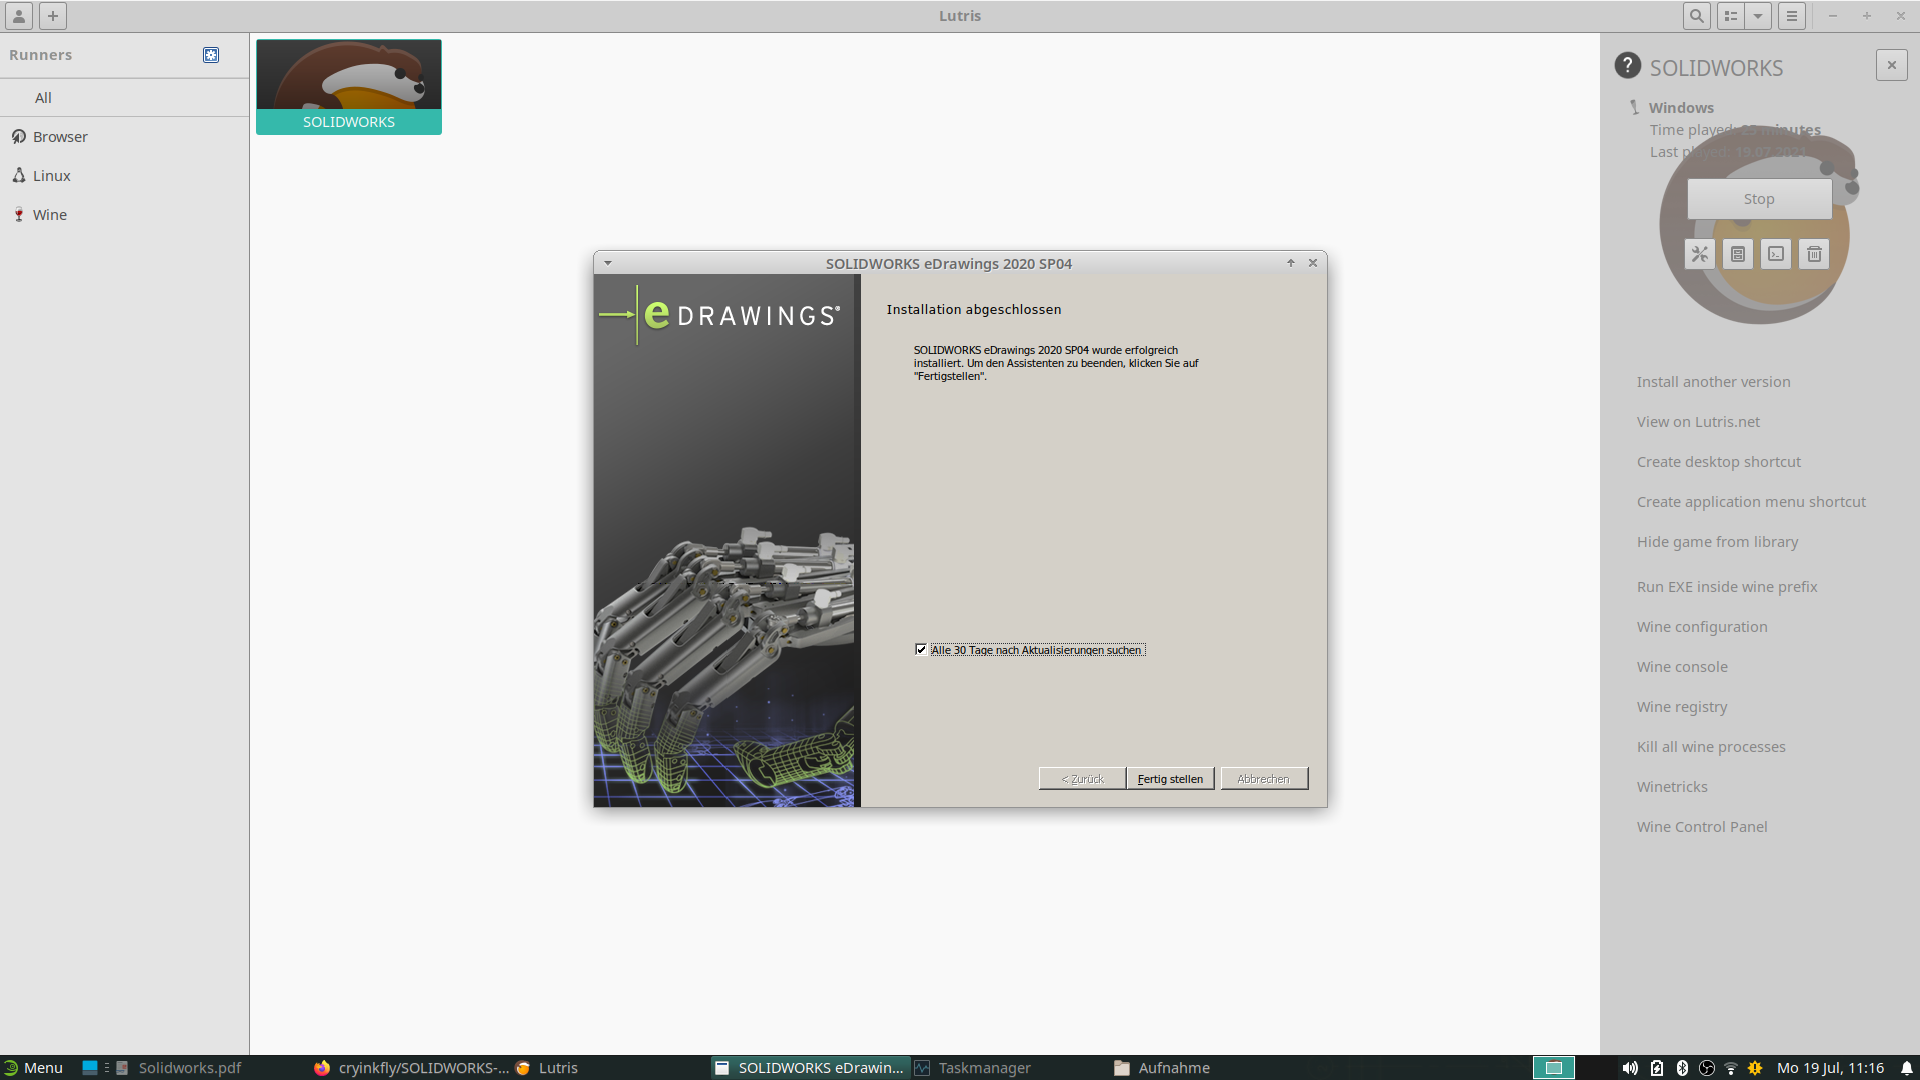 Lutris
Runners
All
Browser
Linux
Wine
SOLIDWORKS
SOLIDWORKS
Windows
Time played: 25 minutes
Last played: 19.07.2021
Stop
Install another version
View on Lutris.net
Create desktop shortcut
Create application menu shortcut
Hide game from library
Run EXE inside wine prefix
Wine configuration
Wine console
Wine registry
Kill all wine processes
Winetricks
Wine Control Panel
SOLIDWORKS eDrawings 2020 SP04
eDRAWINGS®
Installation abgeschlossen
SOLIDWORKS eDrawings 2020 SP04 wurde erfolgreich
installiert. Um den Assistenten zu beenden, klicken Sie auf
"Fertigstellen".
Alle 30 Tage nach Aktualisierungen suchen
< Zurück
Fertig stellen
Abbrechen
Menu
Solidworks.pdf
cryinkfly/SOLIDWORKS-...
Lutris
SOLIDWORKS eDrawin...
Taskmanager
Aufnahme
Mo 19 Jul, 11:16